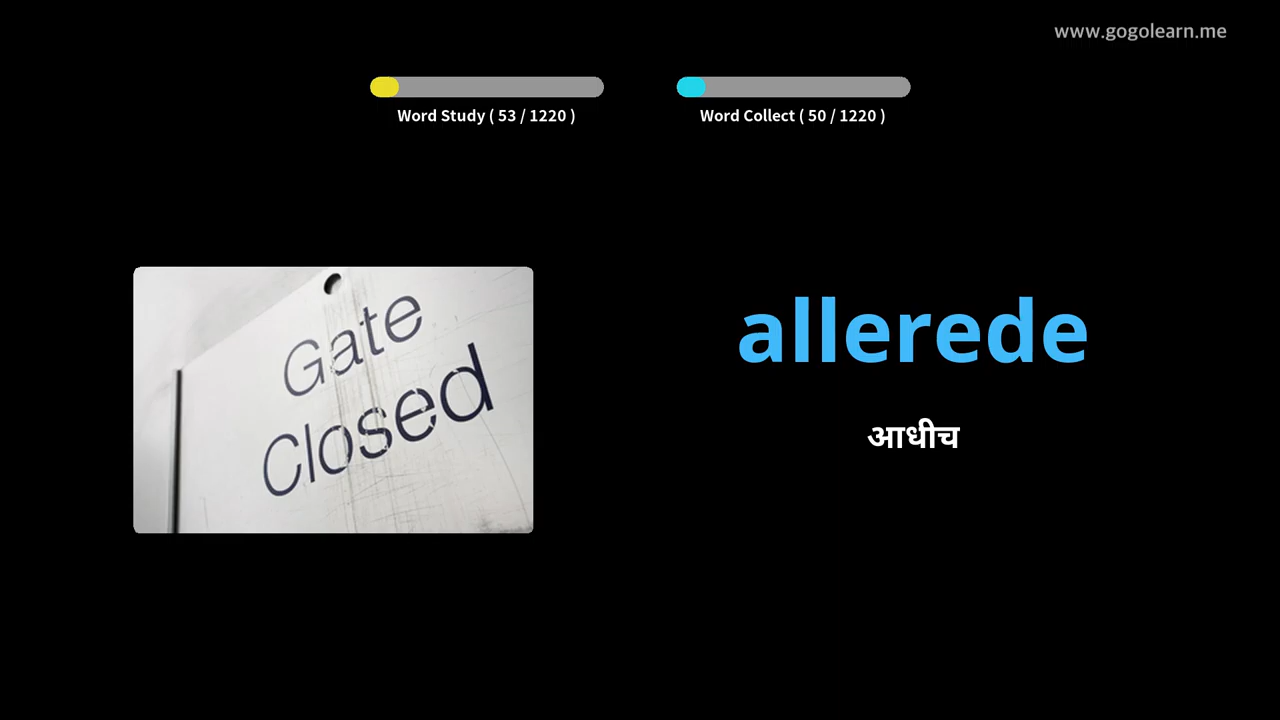 www.gogolearn.me
Word Study ( 53 / 1220 )
Word Collect ( 50 / 1220 )
Gate
Closed
allerede
आधीच